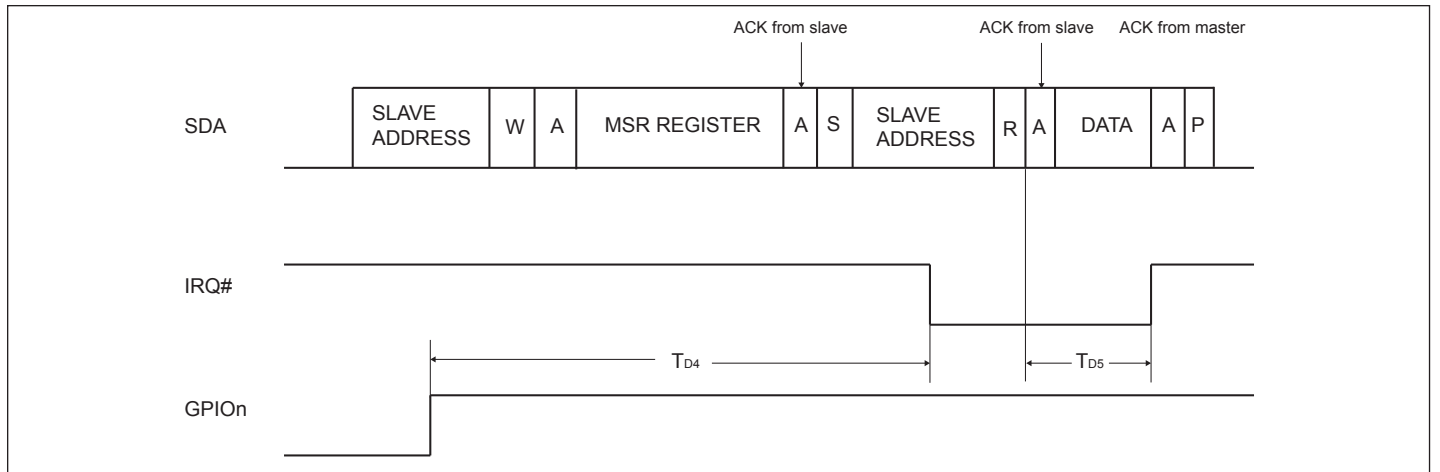 ACK from slave ACK from slave ACK from master
SDA SLAVE ADDRESS W A MSR REGISTER A S SLAVE ADDRESS R A DATA A P
IRQ#
TD4 TD5
GPIOn